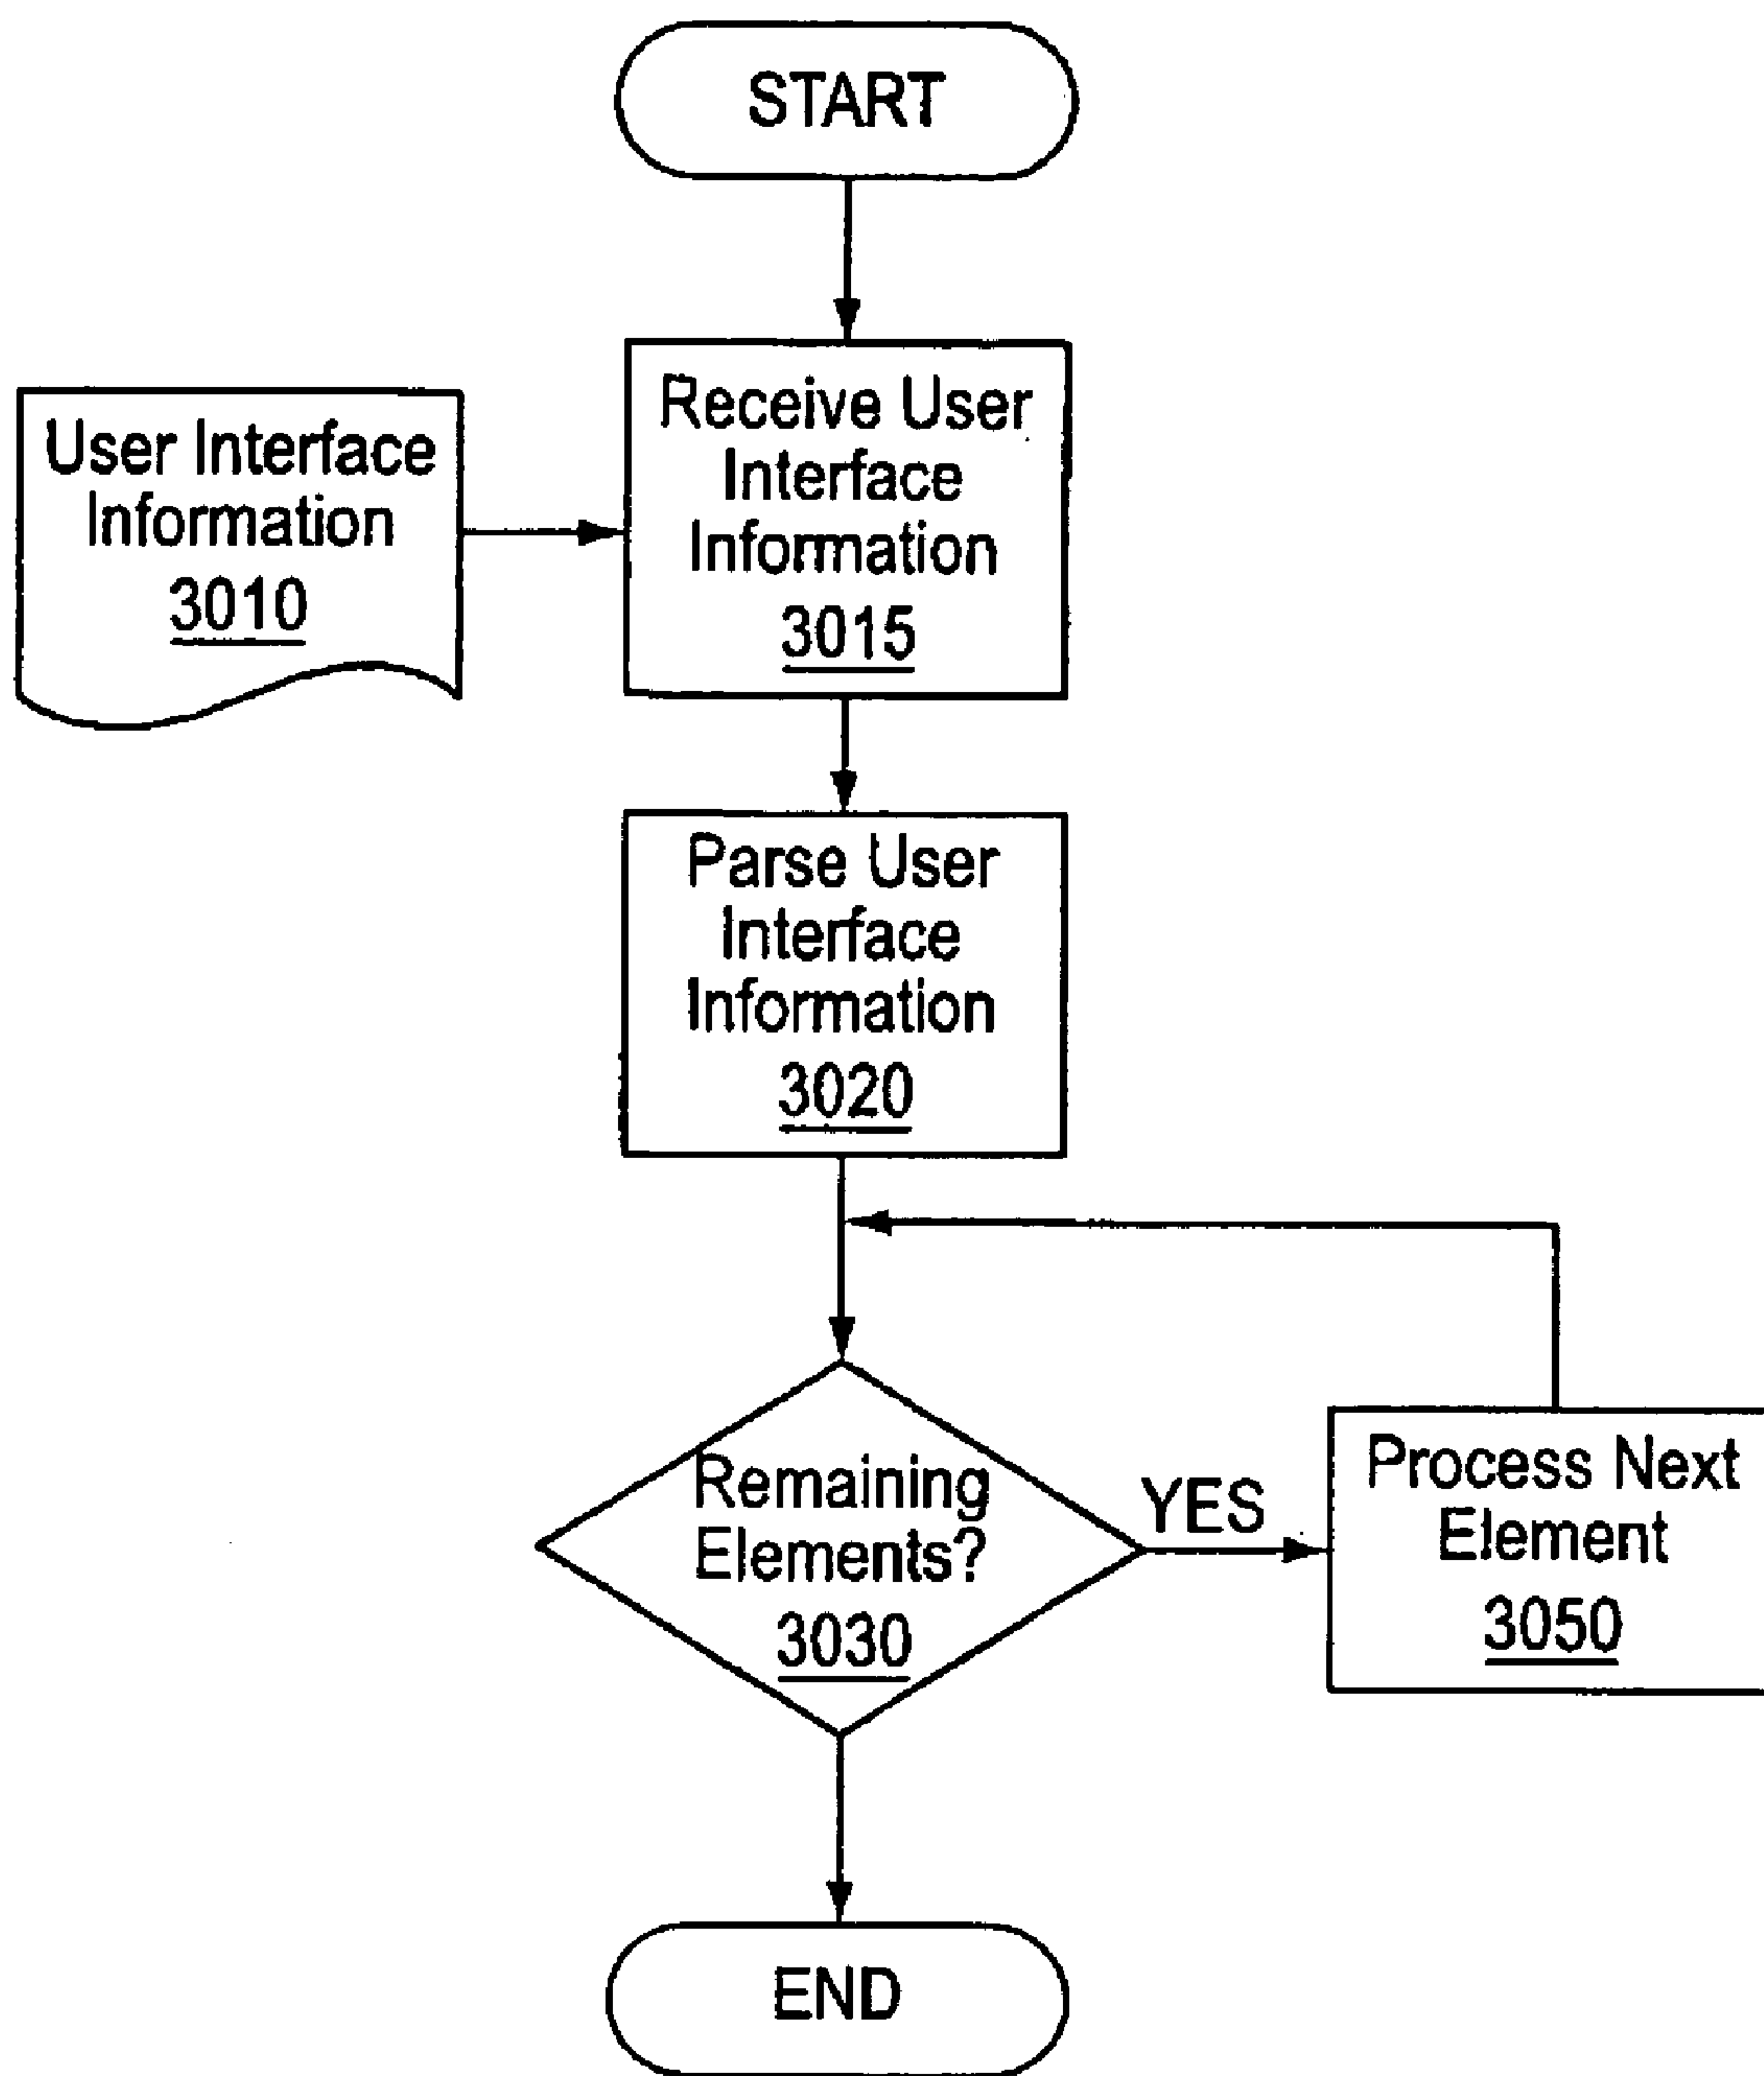 START
User Interface
Information
3010
Receive User
Interface
Information
3015
Parse User
Interface
Information
3020
Remaining
Elements?
3030
YES
Process Next
Element
3050
END